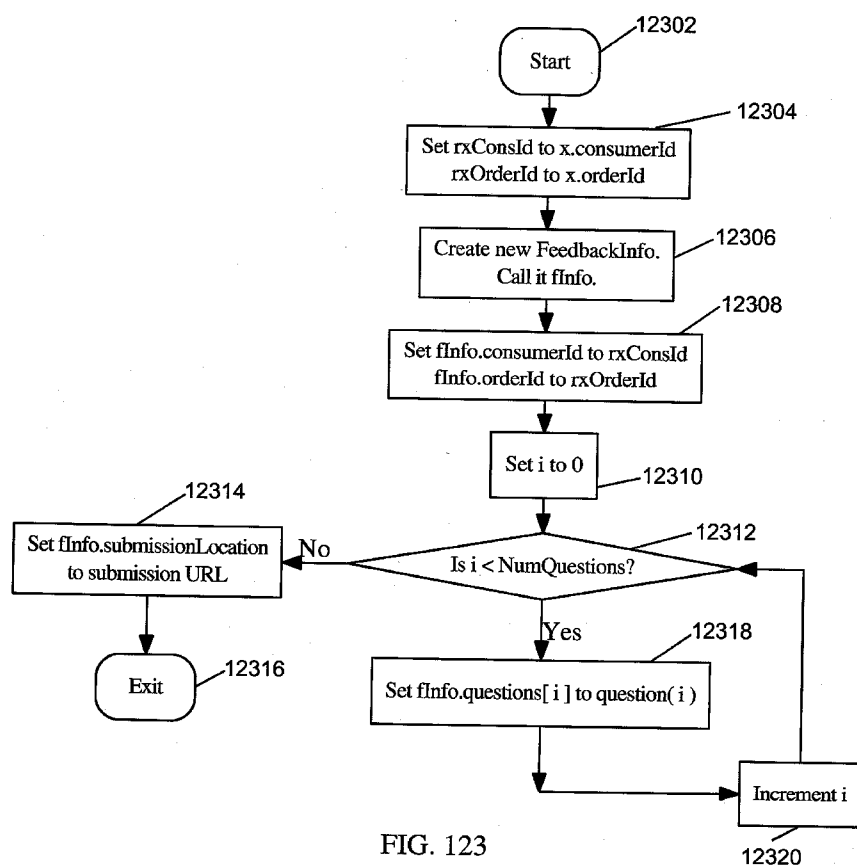 12302
Start
12304
Set rxConsId to x.consumerId
rxOrderId to x.orderId
12306
Create new FeedbackInfo.
Call it fInfo.
12308
Set fInfo.consumerId to rxConsId
fInfo.orderId to rxOrderId
Set i to 0
12310
12314
Set fInfo.submissionLocation
to submission URL
No
12312
Is i < NumQuestions?
Yes
12316
Exit
12318
Set fInfo.questions[ i ] to question( i )
Increment i
12320
FIG. 123